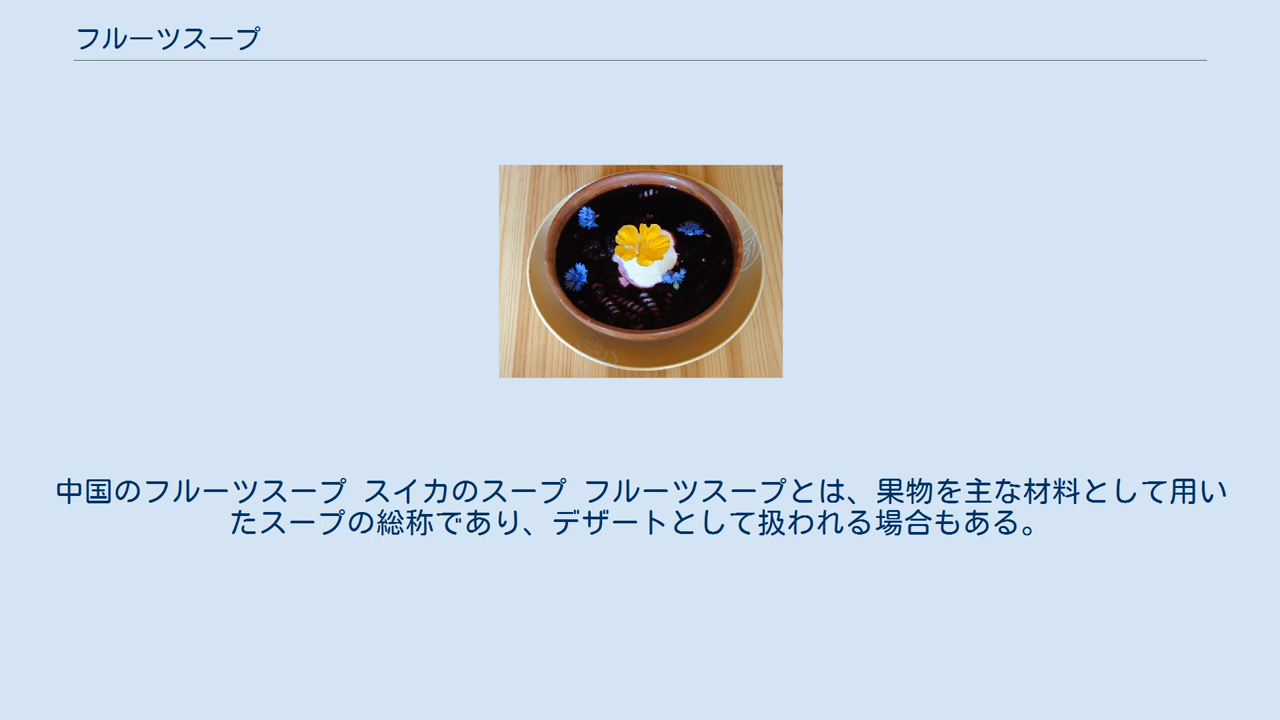 フルーツスープ
中国のフルーツスープ スイカのスープ フルーツスープとは、果物を主な材料として用い
たスープの総称であり、デザートとして扱われる場合もある。